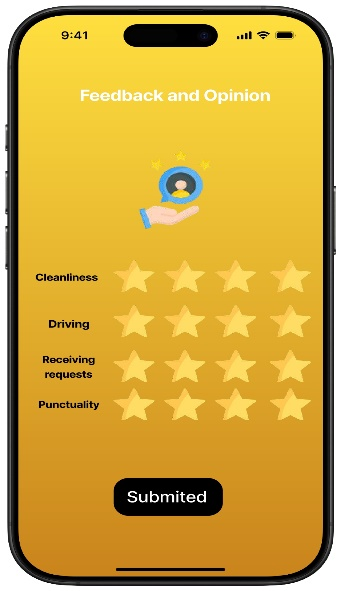 9:41
Feedback and Opinion
Cleanliness
Driving
Receiving
requests
Punctuality
Submited